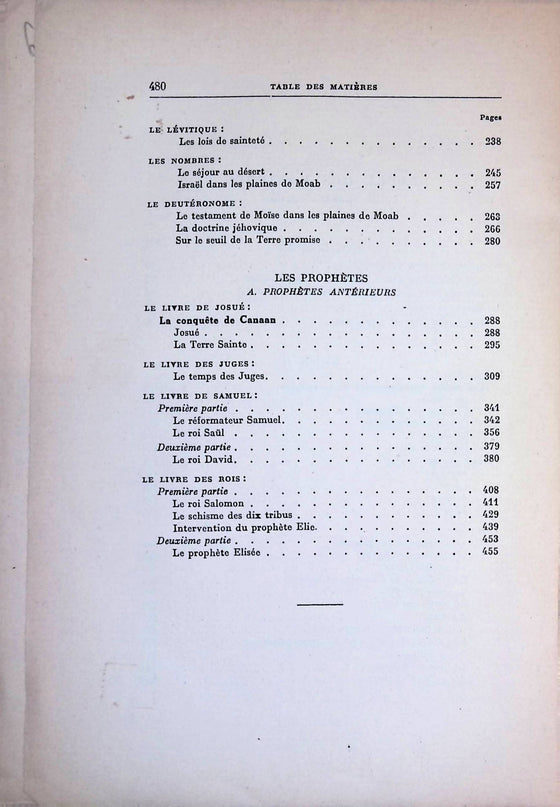 480 TABLE DES MATIÈRES
Pages
LE LÉVITIQUE :
Les lois de sainteté . . . . . . . . . . . . . 238
LES NOMBRES :
Le séjour au désert . . . . . . . . . . . . . 245
Israël dans les plaines de Moab . . . . . . . . . . 257
LE DEUTÉRONOME :
Le testament de Moïse dans les plaines de Moab . . . . . 263
La doctrine jéhovique . . . . . . . . . . . . 266
Sur le seuil de la Terre promise . . . . . . . . . . 280
LES PROPHÈTES
A. PROPHÈTES ANTÉRIEURS
LE LIVRE DE JOSUÉ :
La conquête de Canaan . . . . . . . . . . . . 288
Josué . . . . . . . . . . . . . . . . 288
La Terre Sainte . . . . . . . . . . . . . . 295
LE LIVRE DES JUGES :
Le temps des Juges. . . . . . . . . . . . . 309
LE LIVRE DE SAMUEL :
Première partie . . . . . . . . . . . . . . 341
Le réformateur Samuel. . . . . . . . . . . . 342
Le roi Saül . . . . . . . . . . . . . . 356
Deuxième partie . . . . . . . . . . . . . . 379
Le roi David. . . . . . . . . . . . . . 380
LE LIVRE DES ROIS :
Première partie . . . . . . . . . . . . . . 408
Le roi Salomon . . . . . . . . . . . . . . 411
Le schisme des dix tribus . . . . . . . . . . . 429
Intervention du prophète Elie. . . . . . . . . . 439
Deuxième partie . . . . . . . . . . . . . . 453
Le prophète Elisée . . . . . . . . . . . . . 455